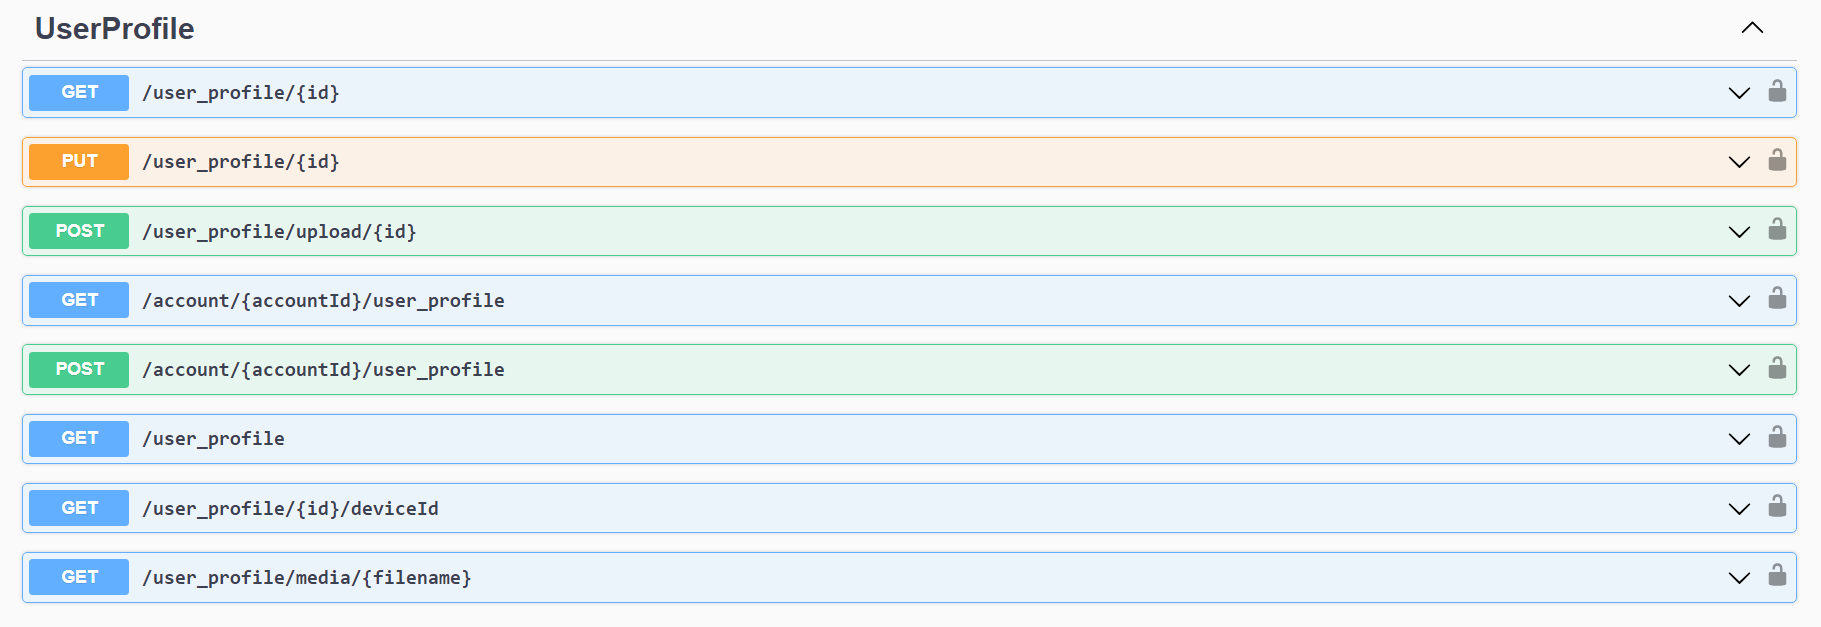 UserProfile
GET /user_profile/{id}
PUT /user_profile/{id}
POST /user_profile/upload/{id}
GET /account/{accountId}/user_profile
POST /account/{accountId}/user_profile
GET /user_profile
GET /user_profile/{id}/deviceId
GET /user_profile/media/{filename}